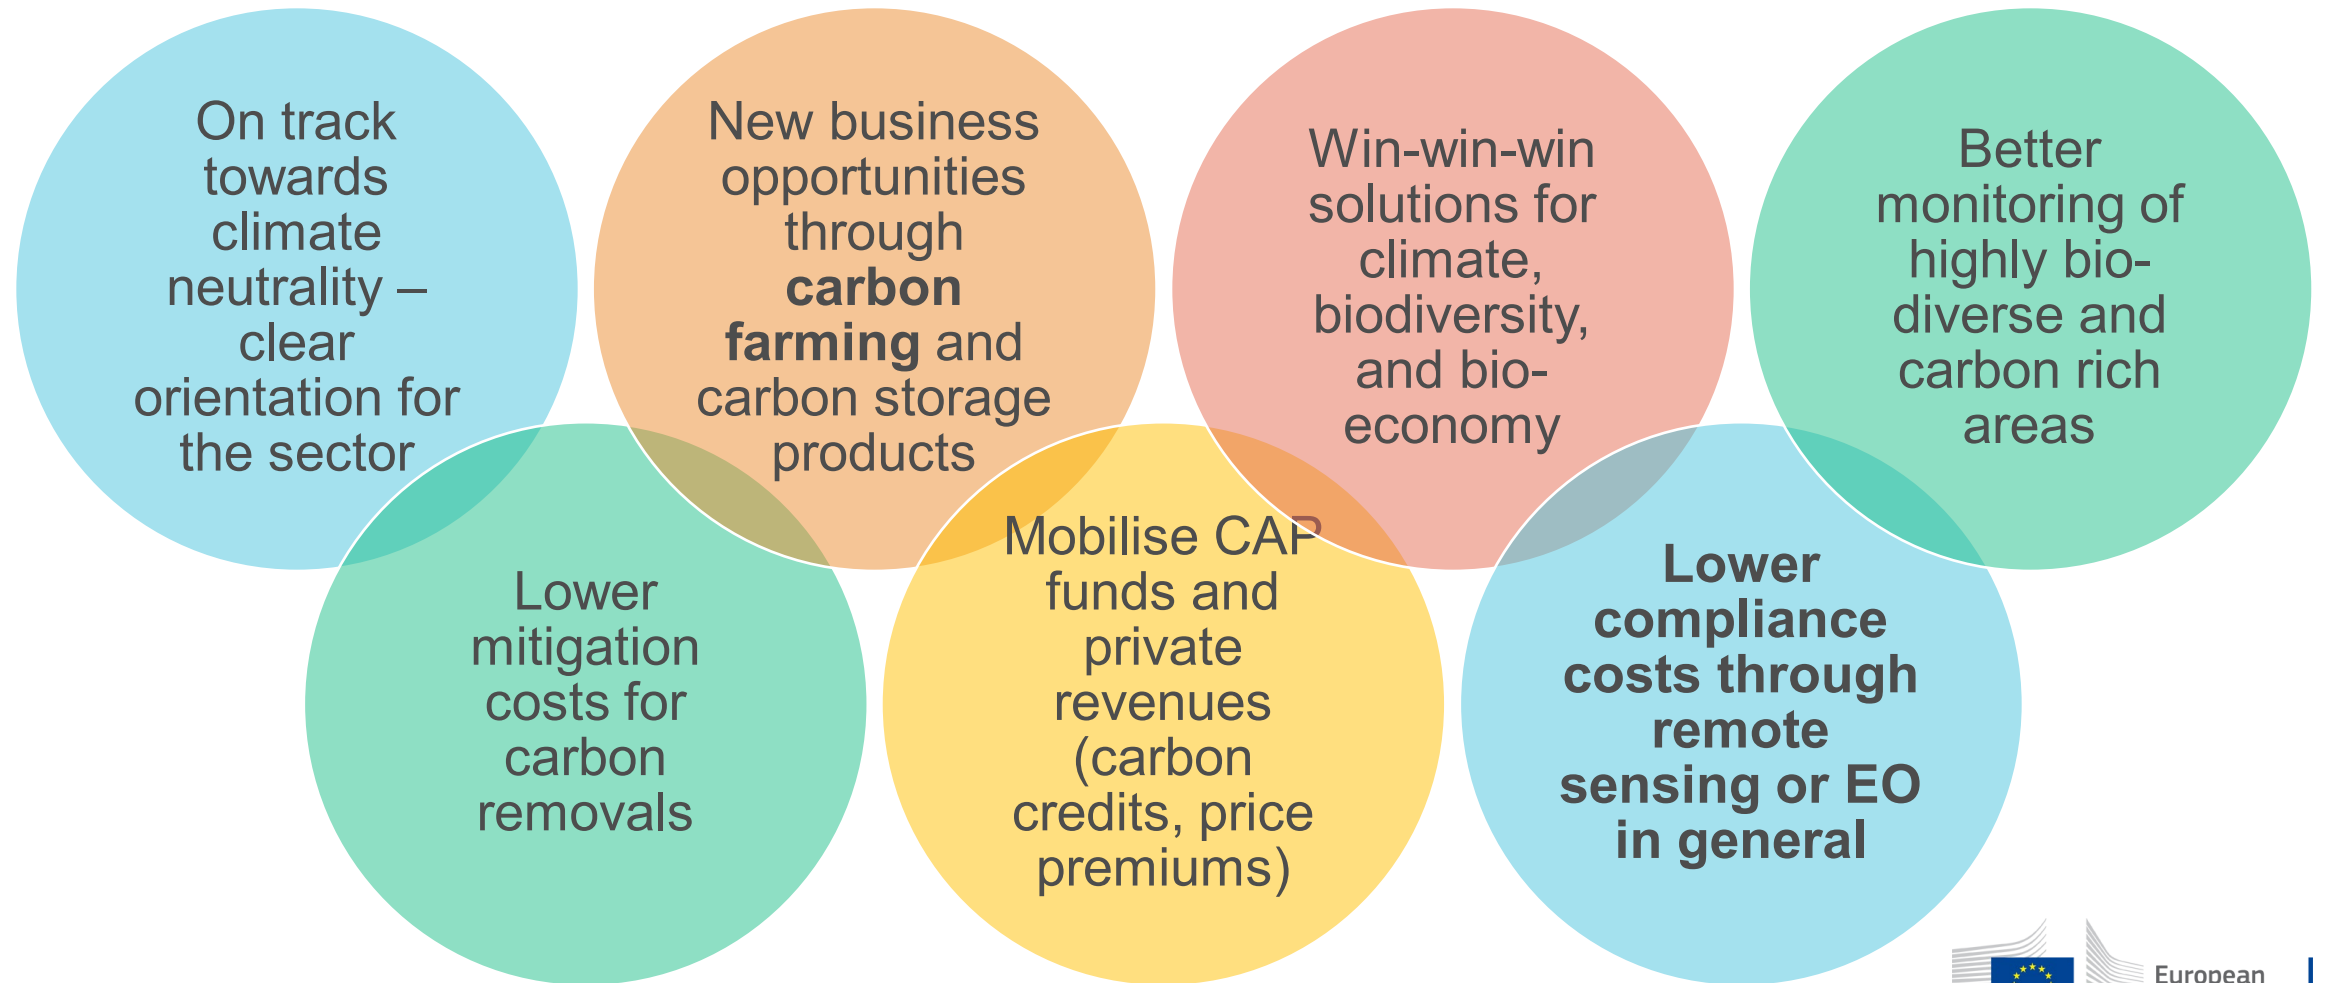 On track
towards
climate
neutrality –
clear
orientation for
the sector
Lower
mitigation
costs for
carbon
removals
New business
opportunities
through
carbon
farming and
carbon storage
products
Mobilise CAP
funds and
private
revenues
(carbon
credits, price
premiums)
Win-win-win
solutions for
climate,
biodiversity,
and bio-
economy
Lower
compliance
costs through
remote
sensing or EO
in general
Better
monitoring of
highly bio-
diverse and
carbon rich
areas
European